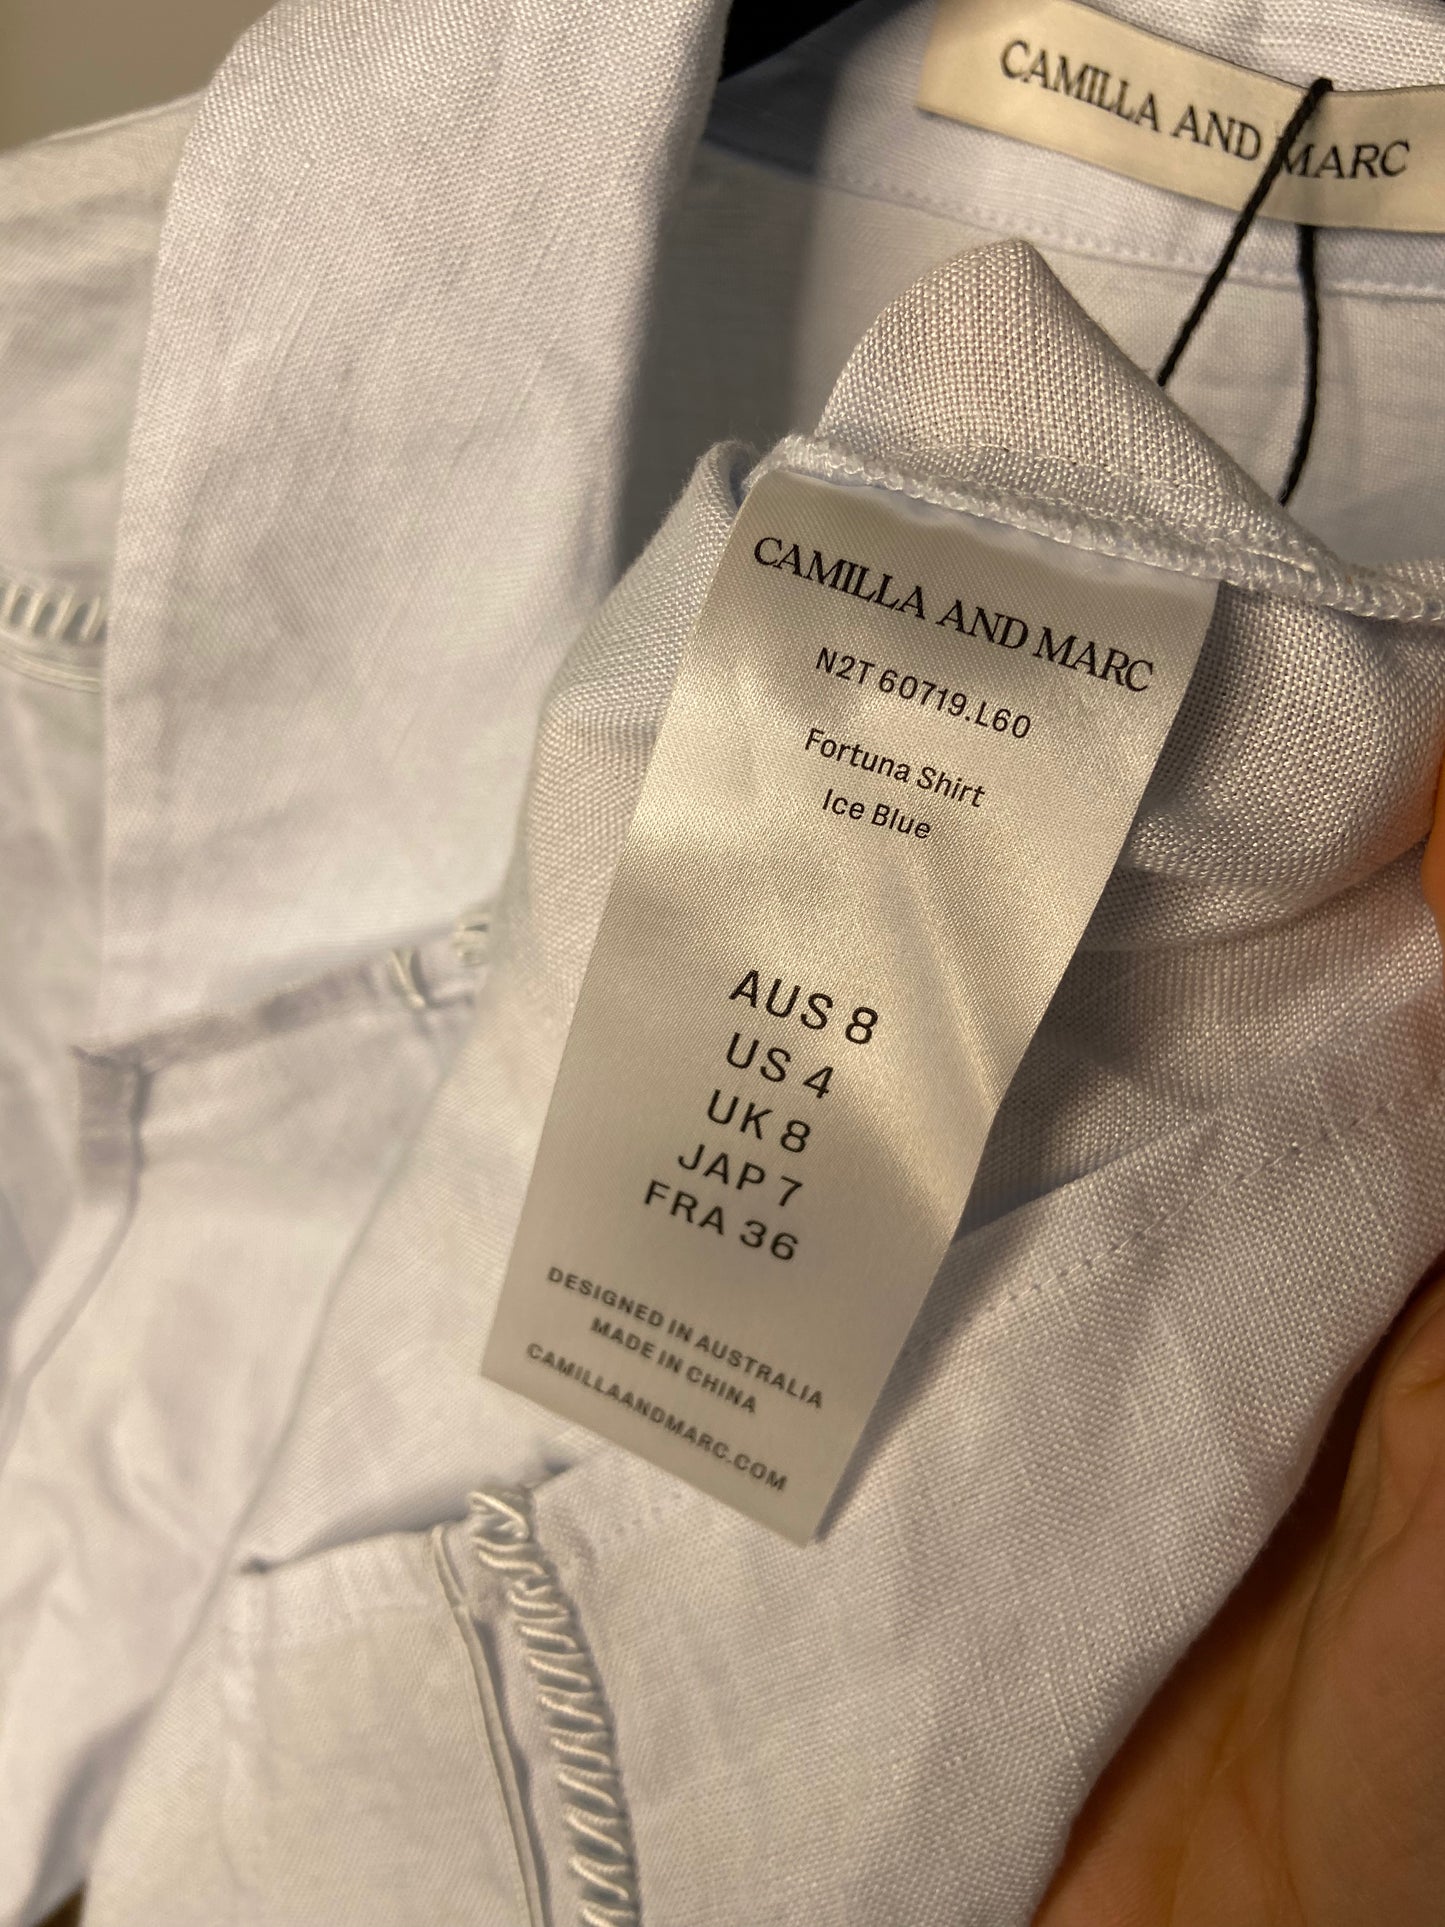 CAMILLA AND MARC
CAMILLA AND MARC
N2T 60719.L60
Fortuna Shirt
Ice Blue
AUS 8
US 4
UK 8
JAP 7
FRA 36
DESIGNED IN AUSTRALIA
MADE IN CHINA
CAMILLAANDMARC.COM